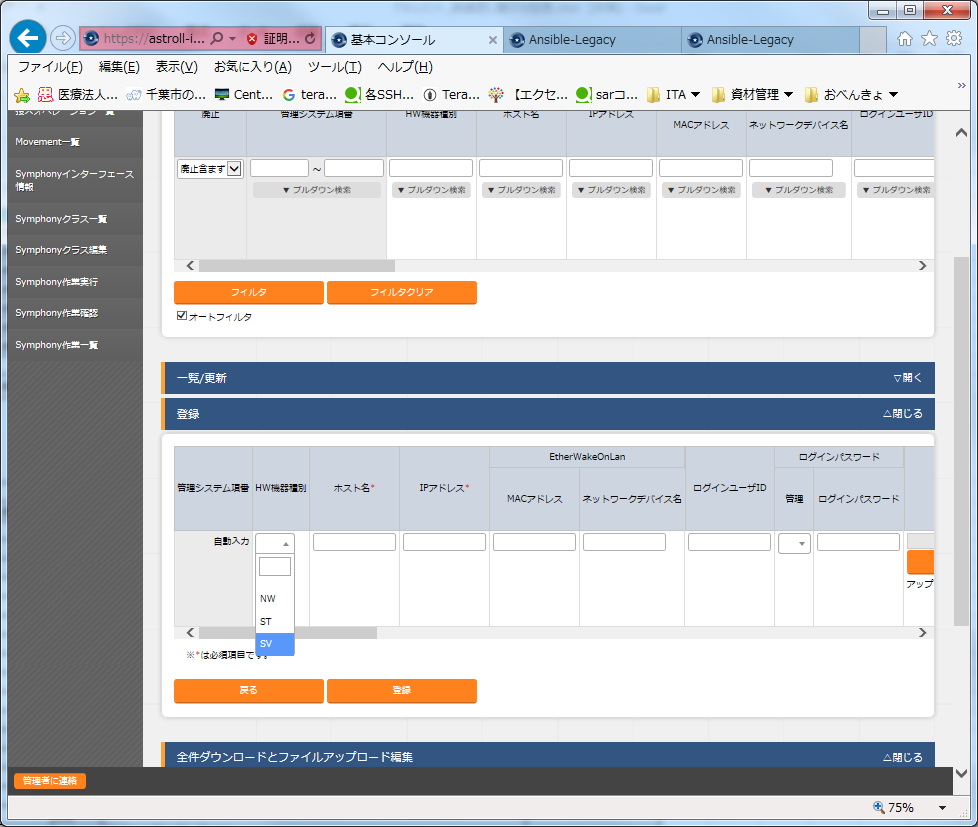 https://astroll-i... 証明... 基本コンソール Ansible-Legacy Ansible-Legacy
ファイル(F) 編集(E) 表示(V) お気に入り(A) ツール(T) ヘルプ(H)
医療法人... 千葉市の... Cent... tera... 各SSH... Tera... 【エクセ... sarコ... ITA 資材管理 おべんきょ
Movement一覧
Symphonyインターフェース
情報
Symphonyクラス一覧
Symphonyクラス編集
Symphony作業実行
Symphony作業確認
Symphony作業一覧
管理者に連絡
廃止 管理システム項番 HW機器種別 ホスト名 IPアドレス MACアドレス ネットワークデバイス名 ログインユーザID
廃止含まず ～
▼ プルダウン検索 ▼ プルダウン検索 ▼ プルダウン検索 ▼ プルダウン検索 ▼ プルダウン検索 ▼ プルダウン検索 ▼ プルダウン検索
フィルタ フィルタクリア
オートフィルタ
一覧/更新 ▽開く
登録 △閉じる
EtherWakeOnLan ログインパスワード
管理システム項番 HW機器種別 ホスト名* IPアドレス* MACアドレス ネットワークデバイス名 ログインユーザID 管理 ログインパスワード
自動入力
NW
ST
SV
アップ
※*は必須項目です。
戻る 登録
全件ダウンロードとファイルアップロード編集 △閉じる
75%